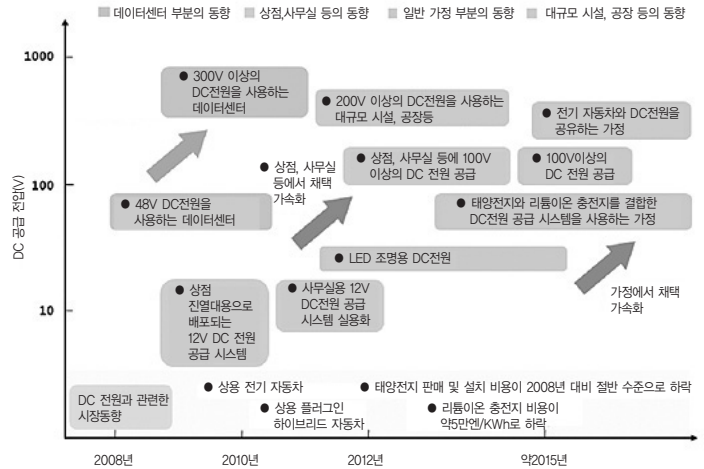 데이터센터 부분의 동향 상점,사무실 등의 동향 일반 가정 부분의 동향 대규모 시설, 공장 등의 동향
DC 공급 전압(V)
1000
100
10
300V 이상의
DC전원을 사용하는
데이터센터
200V 이상의 DC전원을 사용하는
대규모 시설, 공장등
전기 자동차와 DC전원을
공유하는 가정
상점, 사무실
등에서 채택
가속화
상점, 사무실 등에 100V
이상의 DC 전원 공급
100V이상의
DC 전원 공급
48V DC전원을
사용하는 데이터센터
태양전지와 리튬이온 충전지를 결합한
DC전원 공급 시스템을 사용하는 가정
LED 조명용 DC전원
상점
진열대용으로
배포되는
12V DC 전원
공급 시스템
사무실용 12V
DC전원 공급
시스템 실용화
가정에서 채택
가속화
DC 전원과 관련한
시장동향
상용 전기 자동차
태양전지 판매 및 설치 비용이 2008년 대비 절반 수준으로 하락
상용 플러그인
하이브리드 자동차
리튬이온 충전지 비용이
약5만엔/KWh로 하락
2008년
2010년
2012년
약2015년